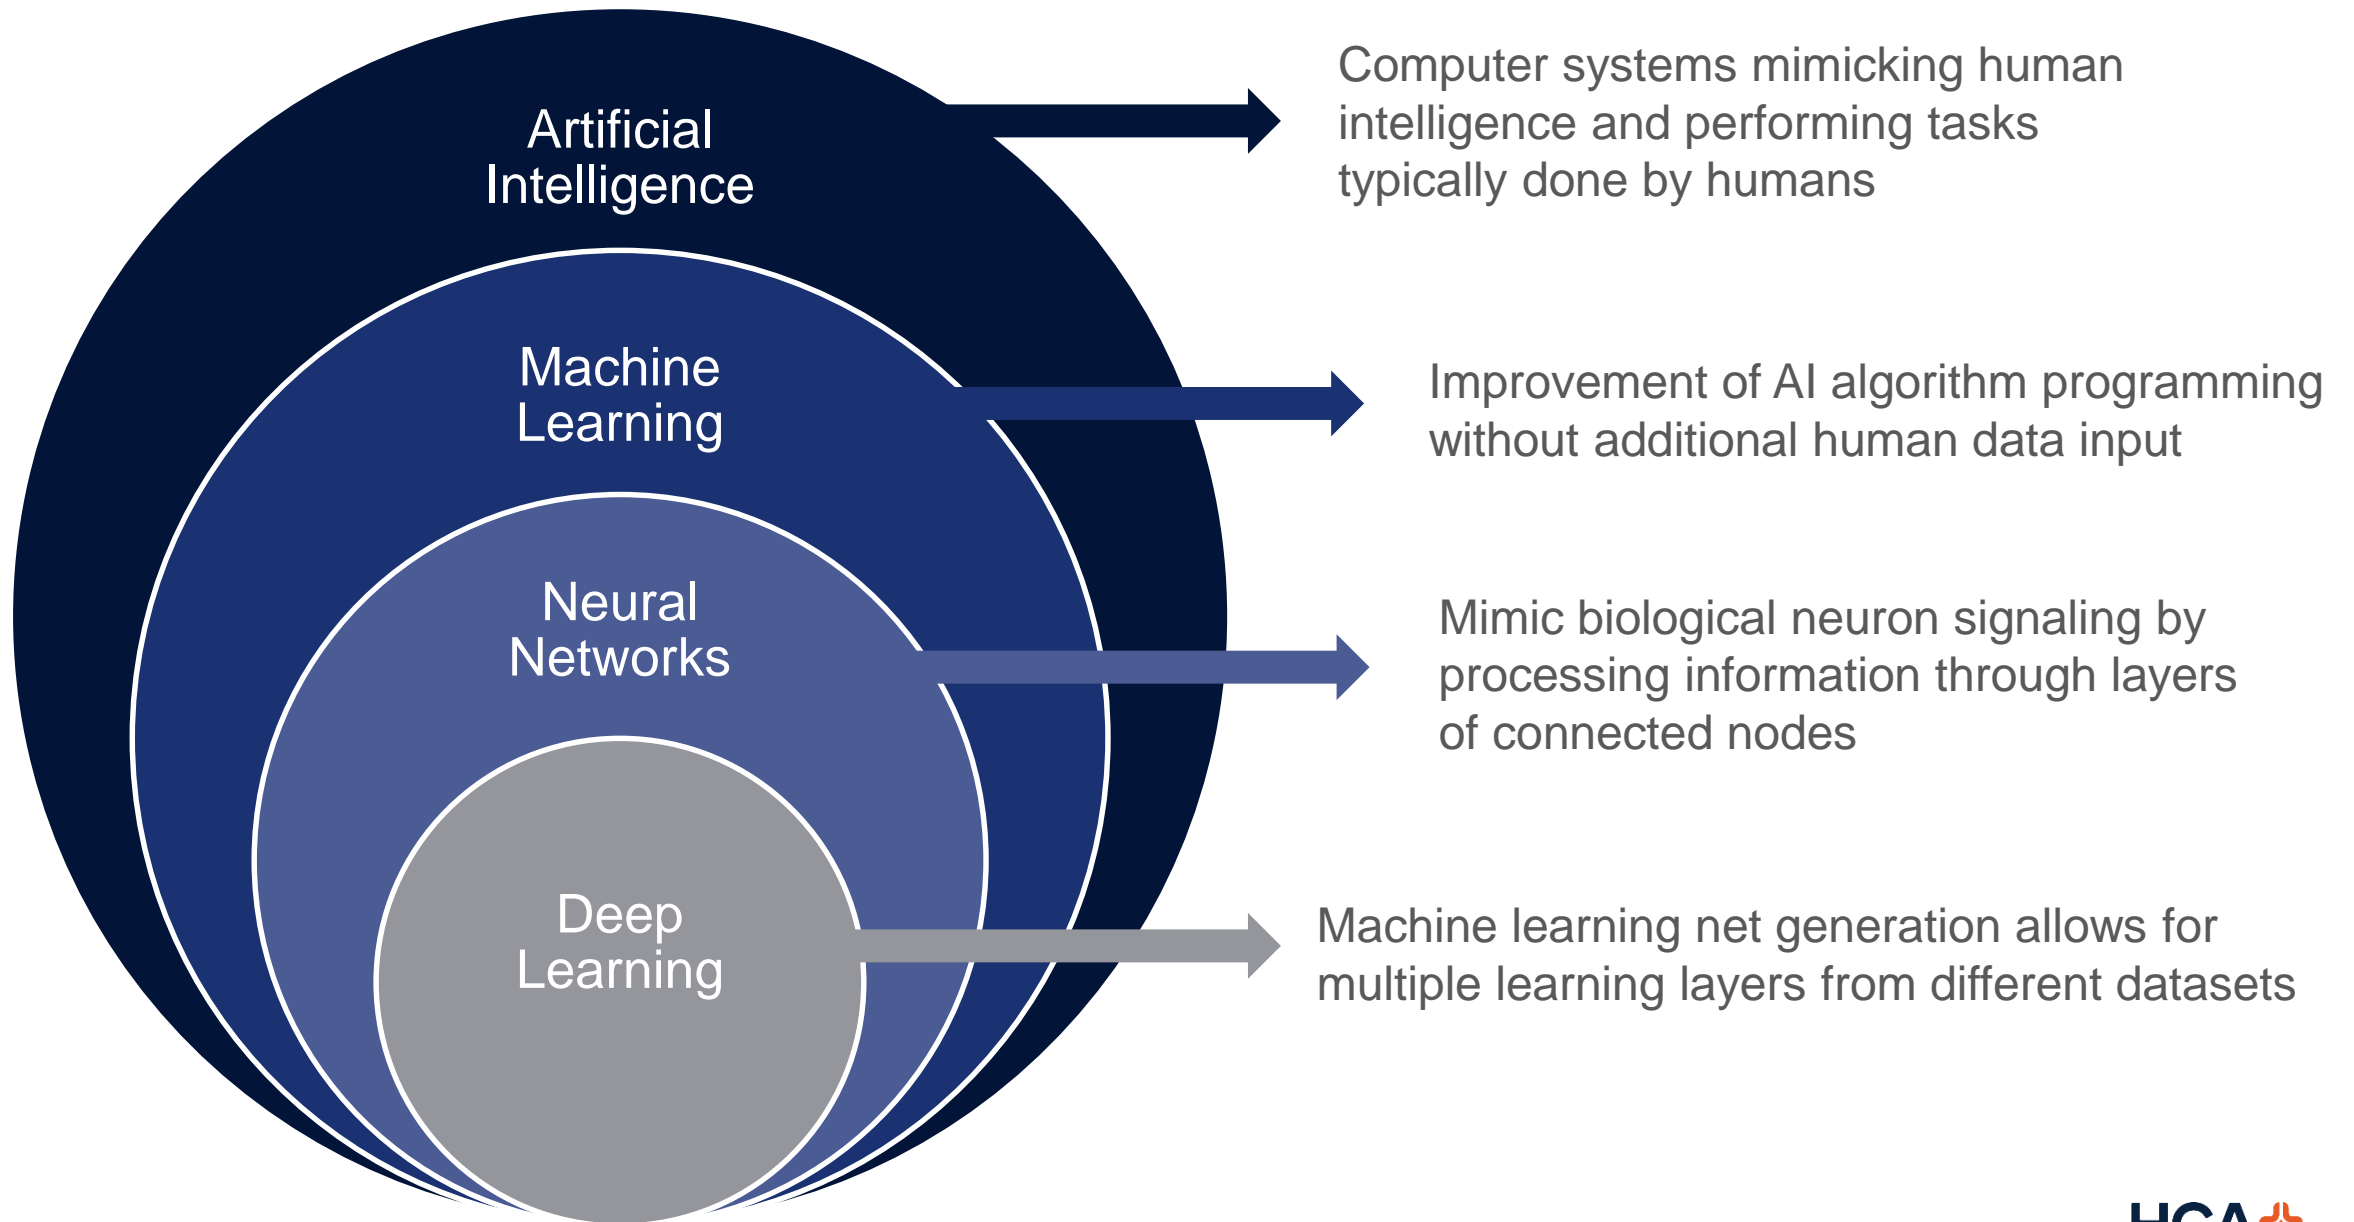 Artificial
Intelligence
Computer systems mimicking human
intelligence and performing tasks
typically done by humans
Machine
Learning
Improvement of AI algorithm programming
without additional human data input
Neural
Networks
Mimic biological neuron signaling by
processing information through layers
of connected nodes
Deep
Learning
Machine learning net generation allows for
multiple learning layers from different datasets
HCA